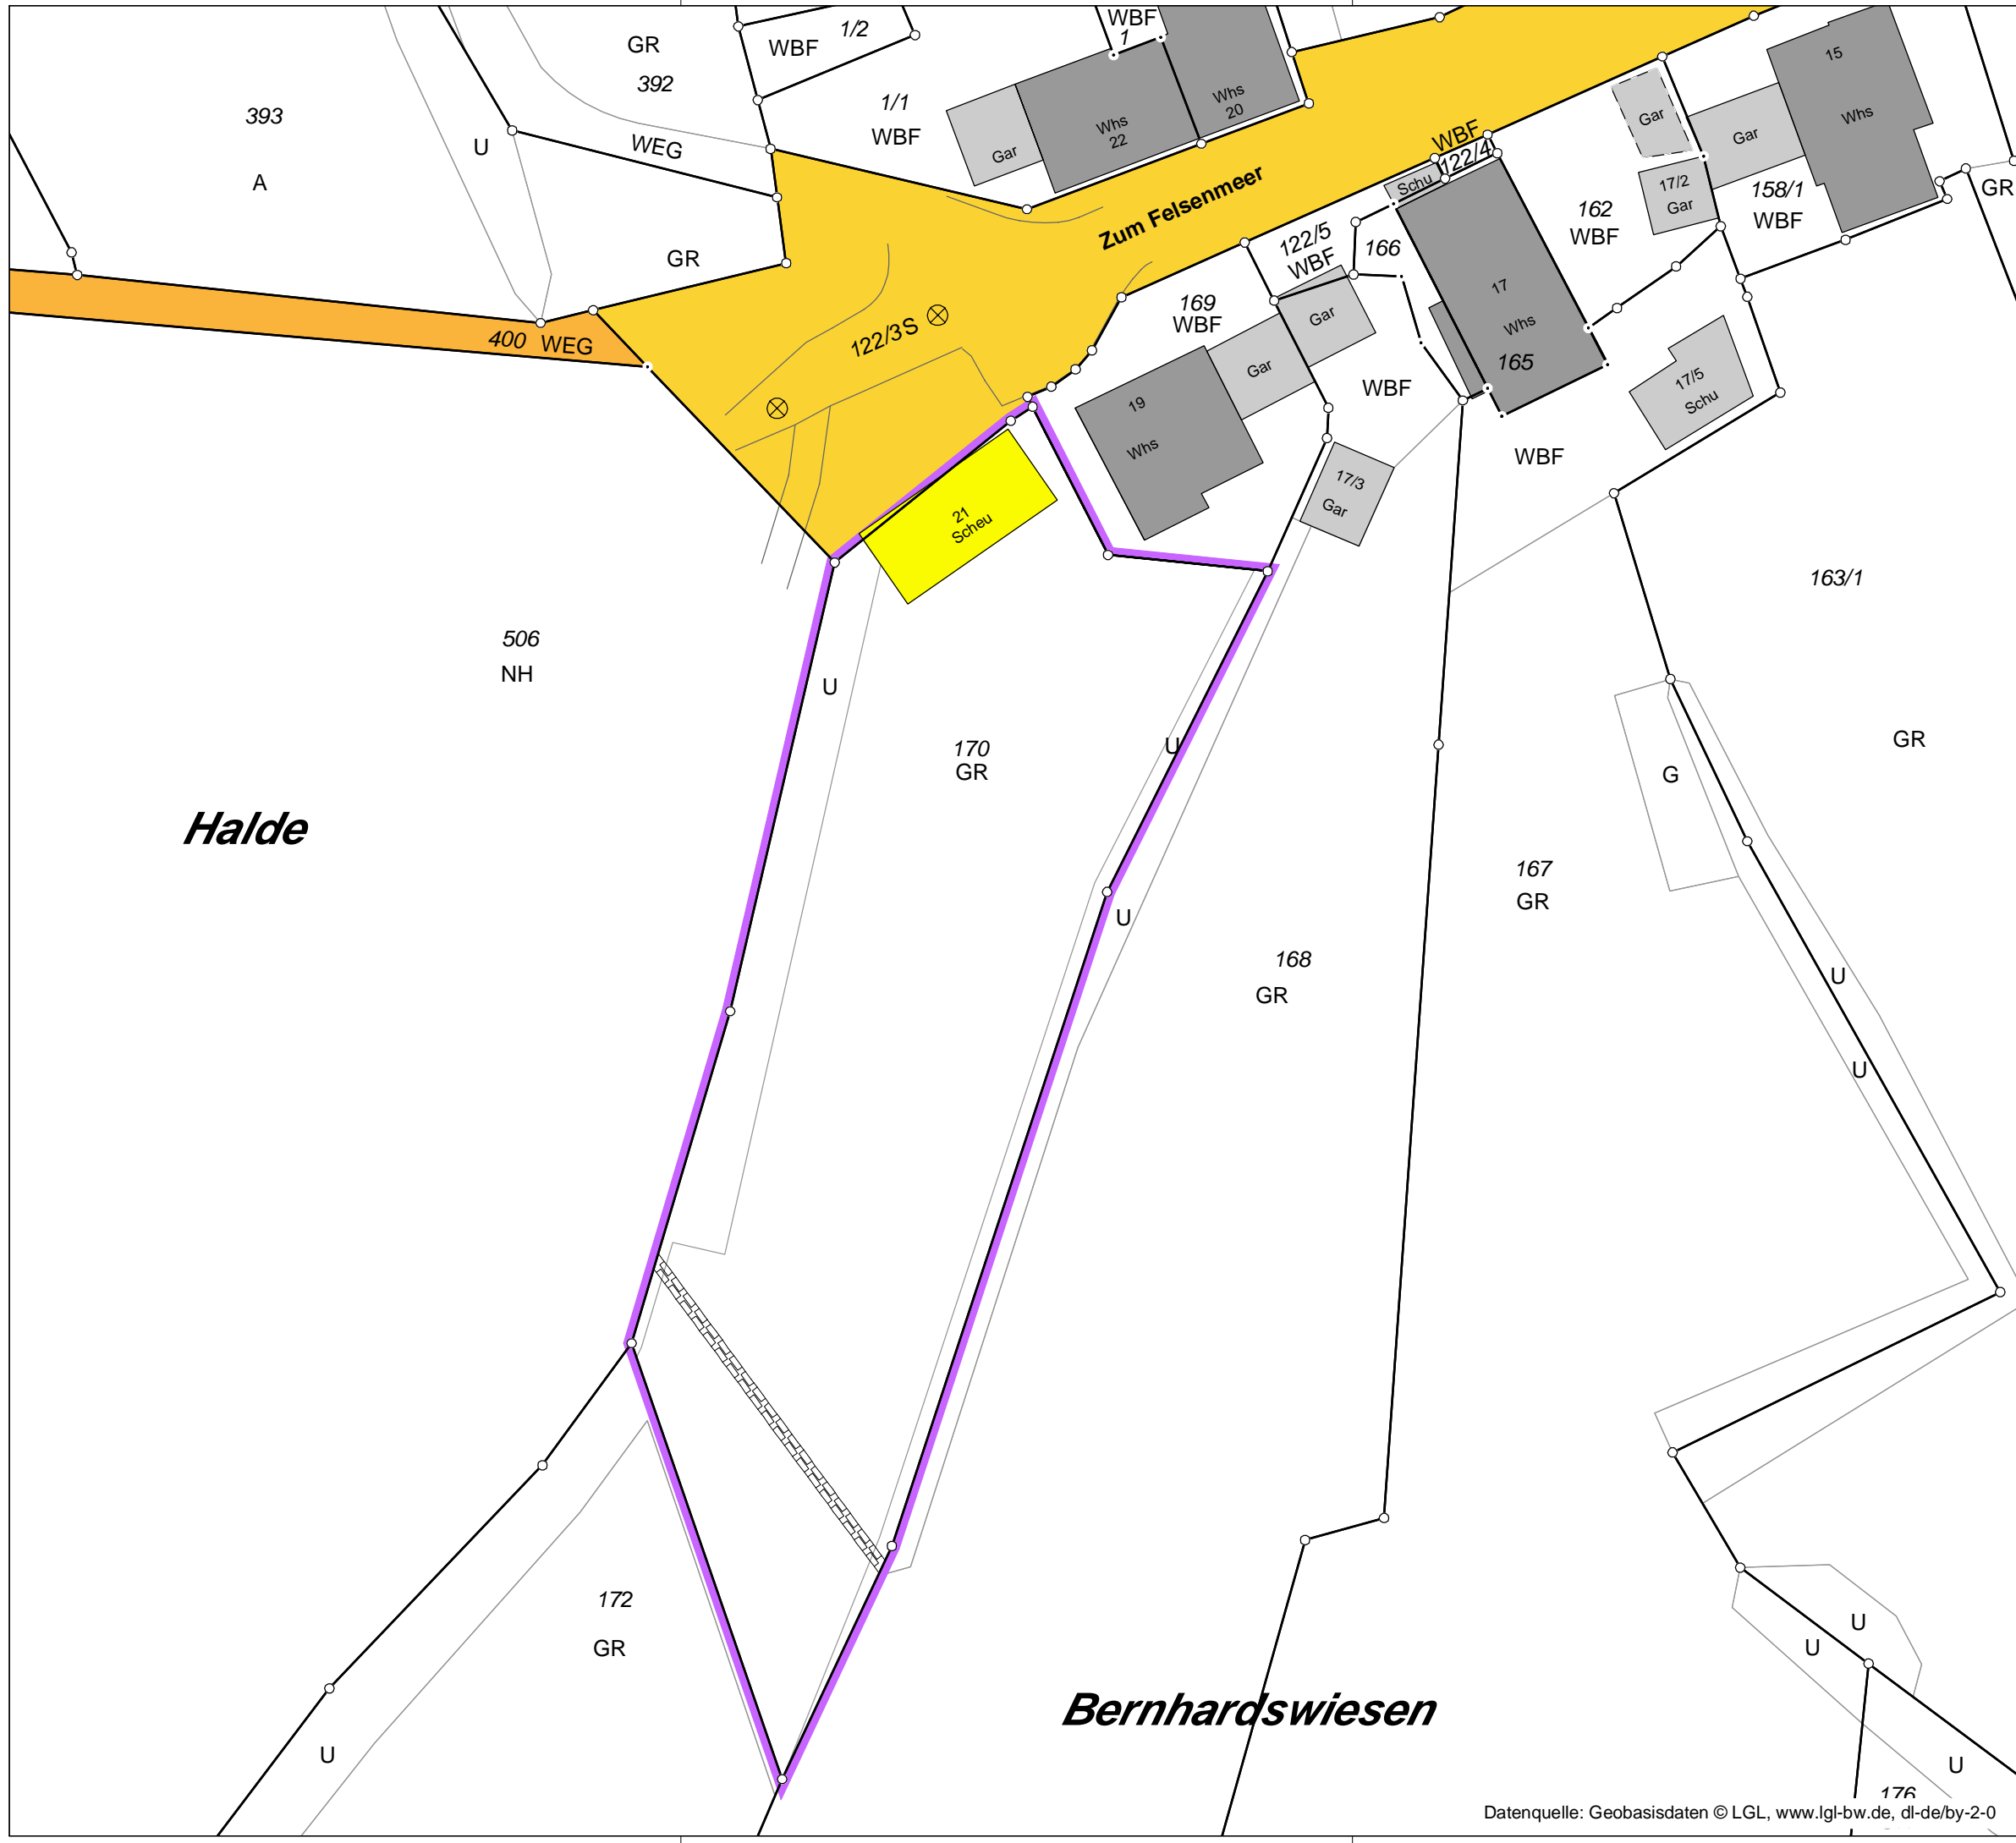 GR
392
WBF 1/2
WBF
1
15
Whs
393
A
U
WEG
1/1
WBF
Gar
Whs
22
Whs
20
Gar
Gar
WBF
122/4
Schu
17/2
Gar
158/1
WBF
GR
162
WBF
Zum Felsenmeer
122/5
WBF
166
GR
400 WEG
122/3 S
169
WBF
Gar
Gar
17
Whs
165
WBF
17/5
Schu
19
Whs
WBF
17/3
Gar
21
Scheu
163/1
506
NH
U
170
GR
U
G
GR
Halde
167
GR
U
168
GR
U
U
172
GR
U
U
Bernhardswiesen
U
U
176
Datenquelle: Geobasisdaten © LGL, www.lgl-bw.de, dl-de/by-2-0